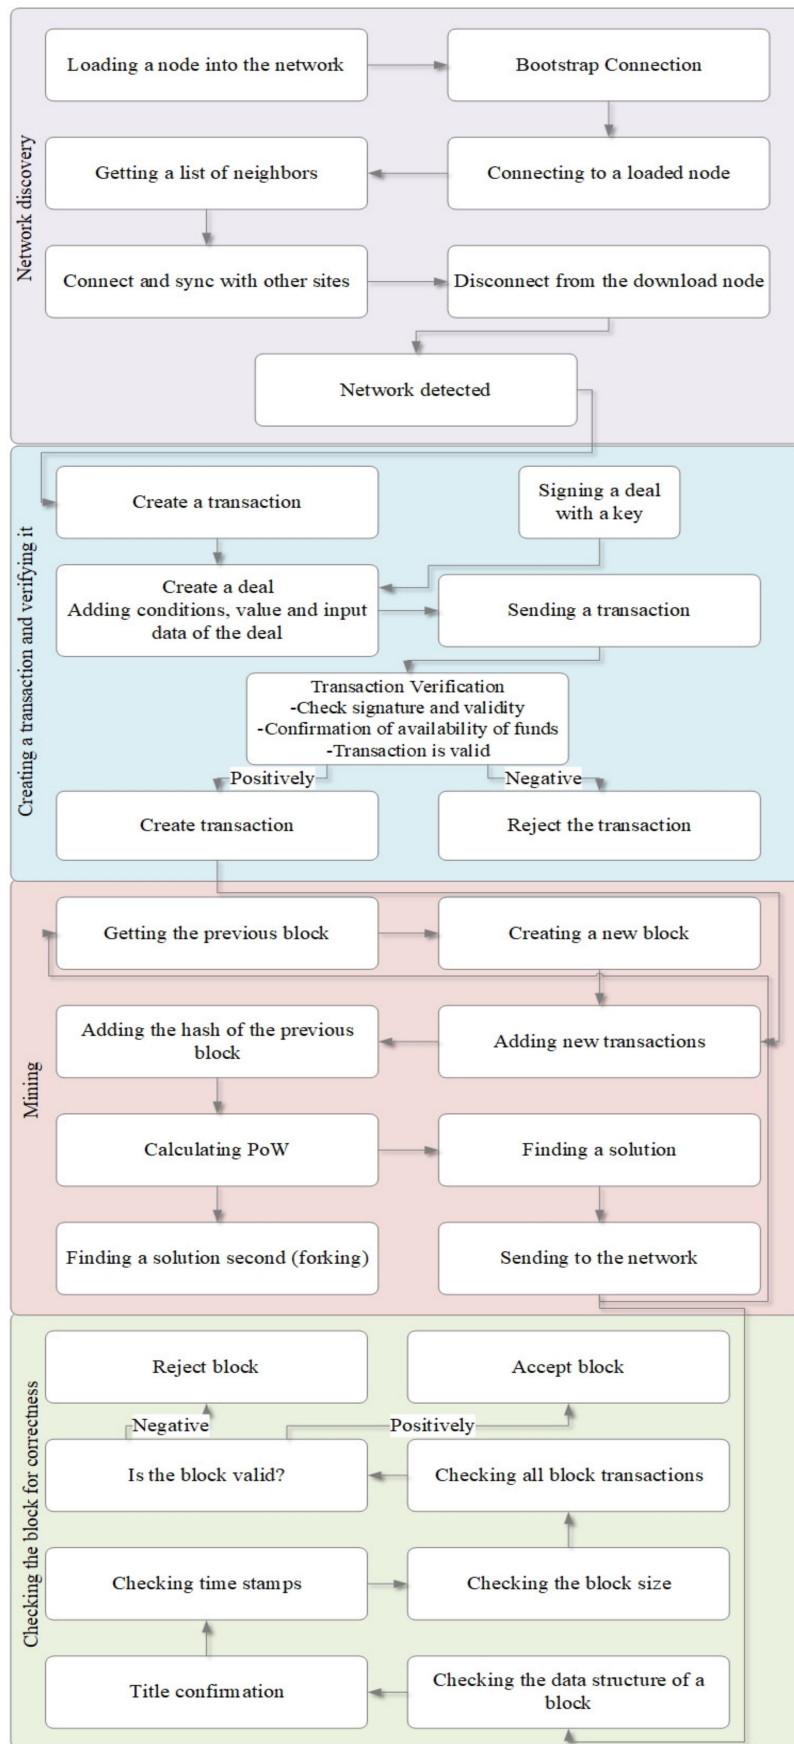 Network discovery
Loading a node into the network
Bootstrap Connection
Getting a list of neighbors
Connecting to a loaded node
Connect and sync with other sites
Disconnect from the download node
Network detected
Creating a transaction and verifying it
Create a transaction
Signing a deal
with a key
Create a deal
Adding conditions, value and input
data of the deal
Sending a transaction
Transaction Verification
-Check signature and validity
-Confirmation of availability of funds
-Transaction is valid
Positively
Negative
Create transaction
Reject the transaction
Mining
Getting the previous block
Creating a new block
Adding the hash of the previous
block
Adding new transactions
Calculating PoW
Finding a solution
Finding a solution second (forking)
Sending to the network
Checking the block for correctness
Reject block
Accept block
Negative
Positively
Is the block valid?
Checking all block transactions
Checking time stamps
Checking the block size
Title confirmation
Checking the data structure of a
block